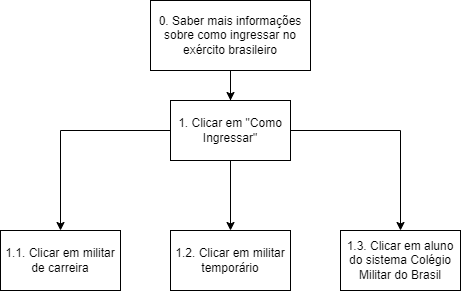 0. Saber mais informações
sobre como ingressar no
exército brasileiro
1. Clicar em "Como
Ingressar"
1.1. Clicar em militar
de carreira
1.2. Clicar em militar
temporário
1.3. Clicar em aluno
do sistema Colégio
Militar do Brasil